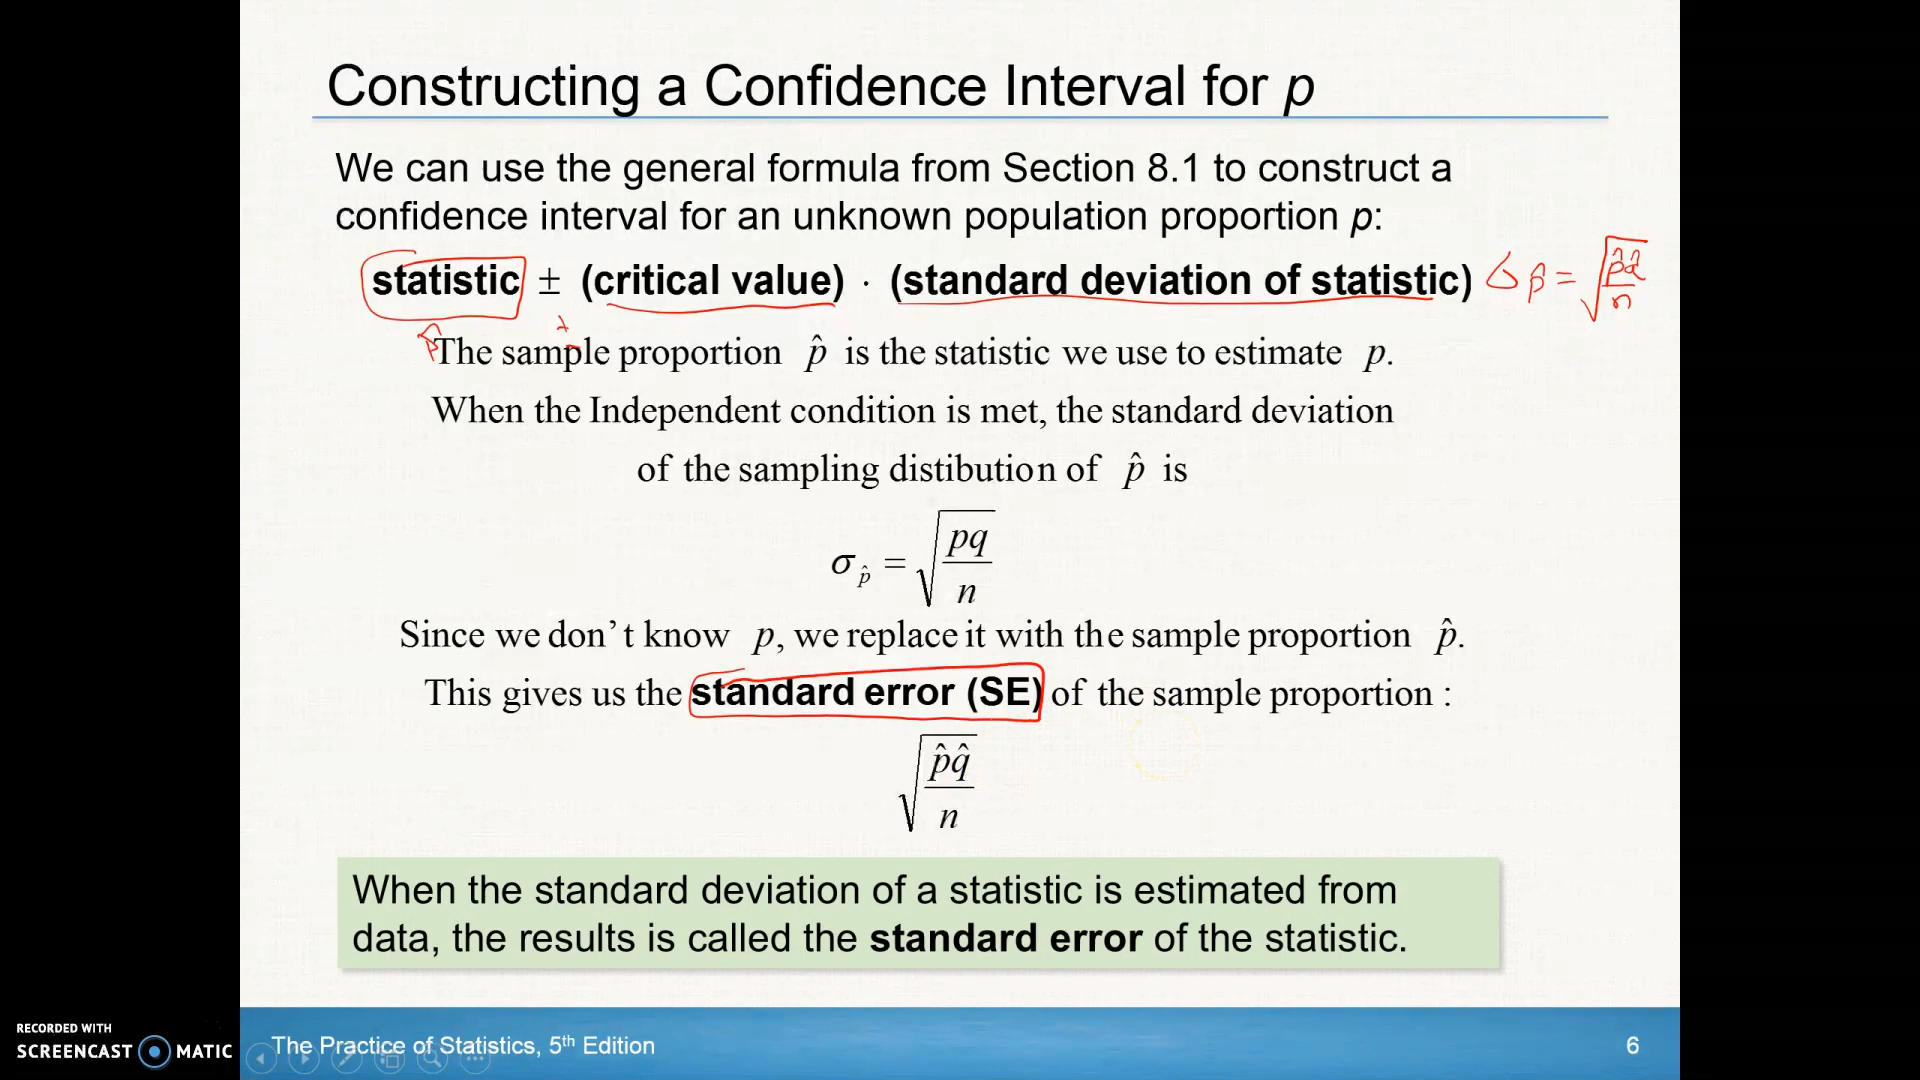 Constructing a Confidence Interval for p
We can use the general formula from Section 8.1 to construct a
confidence interval for an unknown population proportion p:
statistic ± (critical value) · (standard deviation of statistic) σ p̂ = √(p̂q̂/n)
p̂
The sample proportion p̂ is the statistic we use to estimate p.
When the Independent condition is met, the standard deviation
of the sampling distibution of p̂ is
σp̂ = √(pq/n)
Since we don't know p, we replace it with the sample proportion p̂.
This gives us the standard error (SE) of the sample proportion :
√(p̂q̂/n)
When the standard deviation of a statistic is estimated from
data, the results is called the standard error of the statistic.
RECORDED WITH
SCREENCAST MATIC
The Practice of Statistics, 5th Edition
6